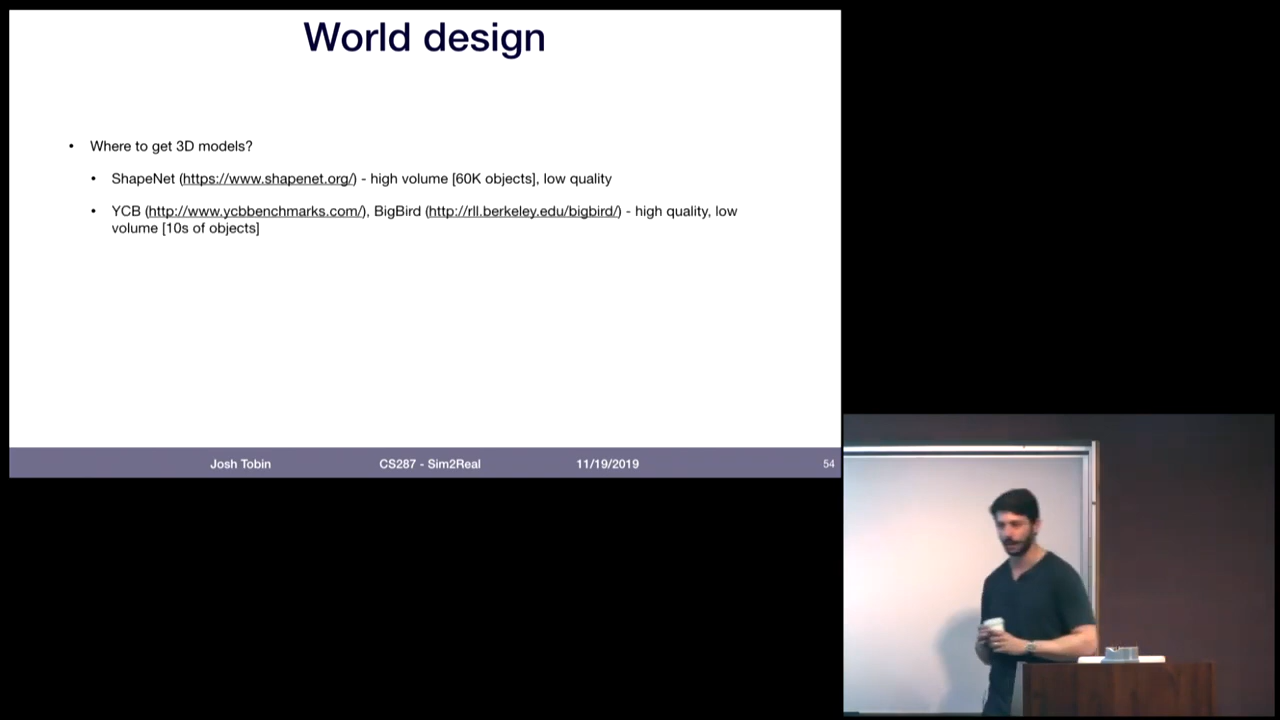 World design
• Where to get 3D models?
• ShapeNet (https://www.shapenet.org/) - high volume [60K objects], low quality
• YCB (http://www.ycbbenchmarks.com/), BigBird (http://rll.berkeley.edu/bigbird/) - high quality, low
volume [10s of objects]
Josh Tobin CS287 - Sim2Real 11/19/2019 54